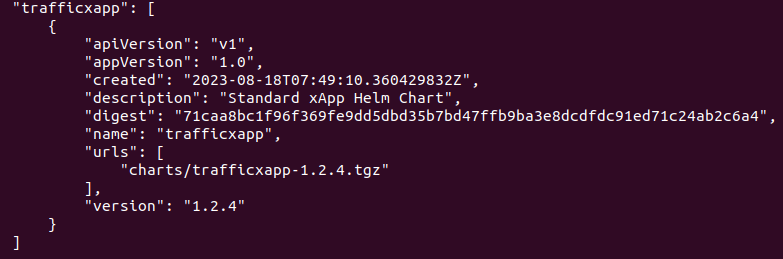 "trafficxapp": [
    {
        "apiVersion": "v1",
        "appVersion": "1.0",
        "created": "2023-08-18T07:49:10.360429832Z",
        "description": "Standard xApp Helm Chart",
        "digest": "71caa8bc1f96f369fe9dd5dbd35b7bd47ffb9ba3e8dcdfdc91ed71c24ab2c6a4",
        "name": "trafficxapp",
        "urls": [
            "charts/trafficxapp-1.2.4.tgz"
        ],
        "version": "1.2.4"
    }
]